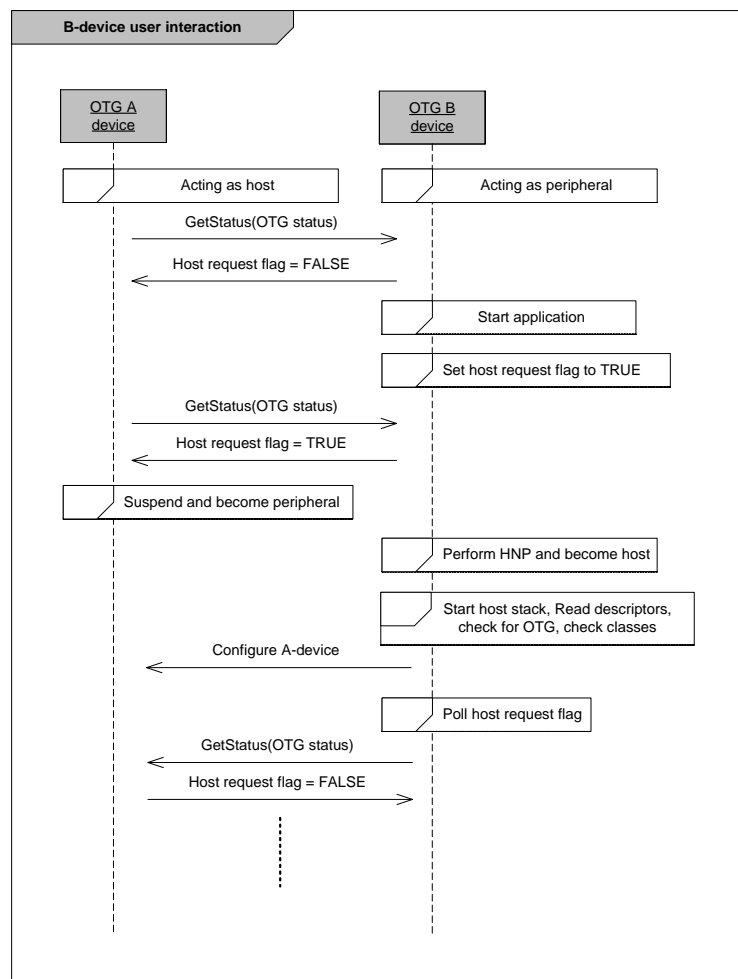 B-device user interaction
OTG A
device
OTG B
device
Acting as host
Acting as peripheral
GetStatus(OTG status)
Host request flag = FALSE
Start application
Set host request flag to TRUE
GetStatus(OTG status)
Host request flag = TRUE
Suspend and become peripheral
Perform HNP and become host
Start host stack, Read descriptors,
check for OTG, check classes
Configure A-device
Poll host request flag
GetStatus(OTG status)
Host request flag = FALSE